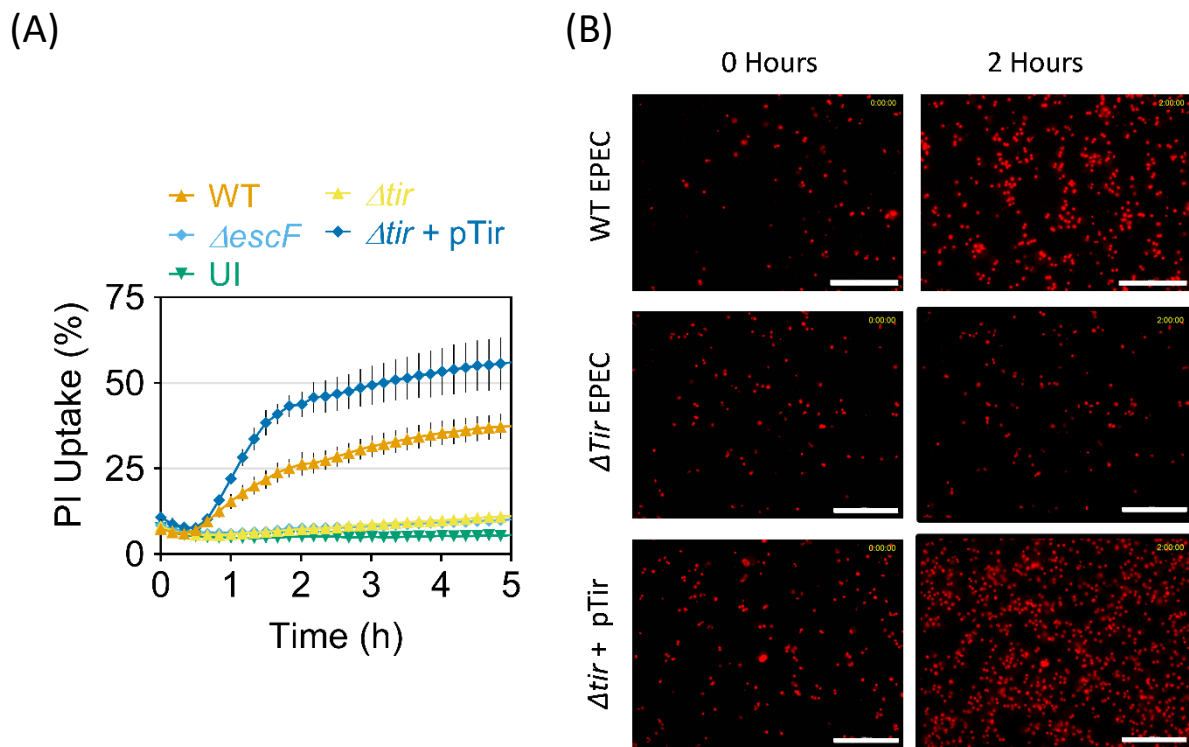 (A)
WT
Δtir
ΔescF
Δtir + pTir
UI
PI Uptake (%)
75
50
25
0
0 1 2 3 4 5
Time (h)
(B)
0 Hours 2 Hours
WT EPEC
0:00:00
2:00:00
ΔTir EPEC
0:00:00
2:00:00
Δtir + pTir
0:00:00
2:00:00